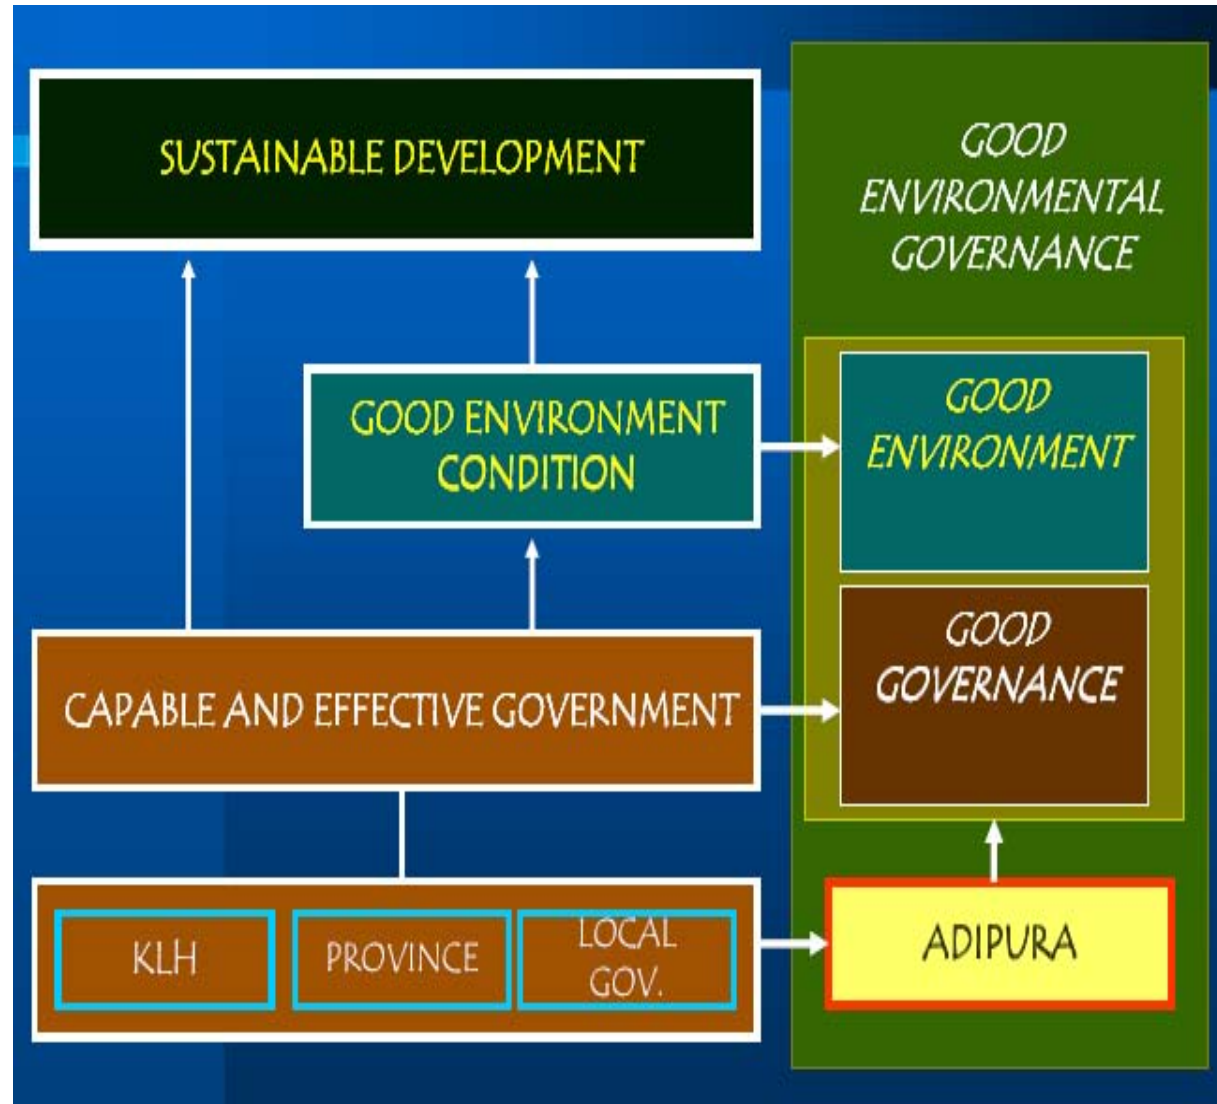 SUSTAINABLE DEVELOPMENT
GOOD
ENVIRONMENTAL
GOVERNANCE
GOOD ENVIRONMENT
CONDITION
GOOD
ENVIRONMENT
CAPABLE AND EFFECTIVE GOVERNMENT
GOOD
GOVERNANCE
KLH
PROVINCE
LOCAL
GOV.
ADIPURA